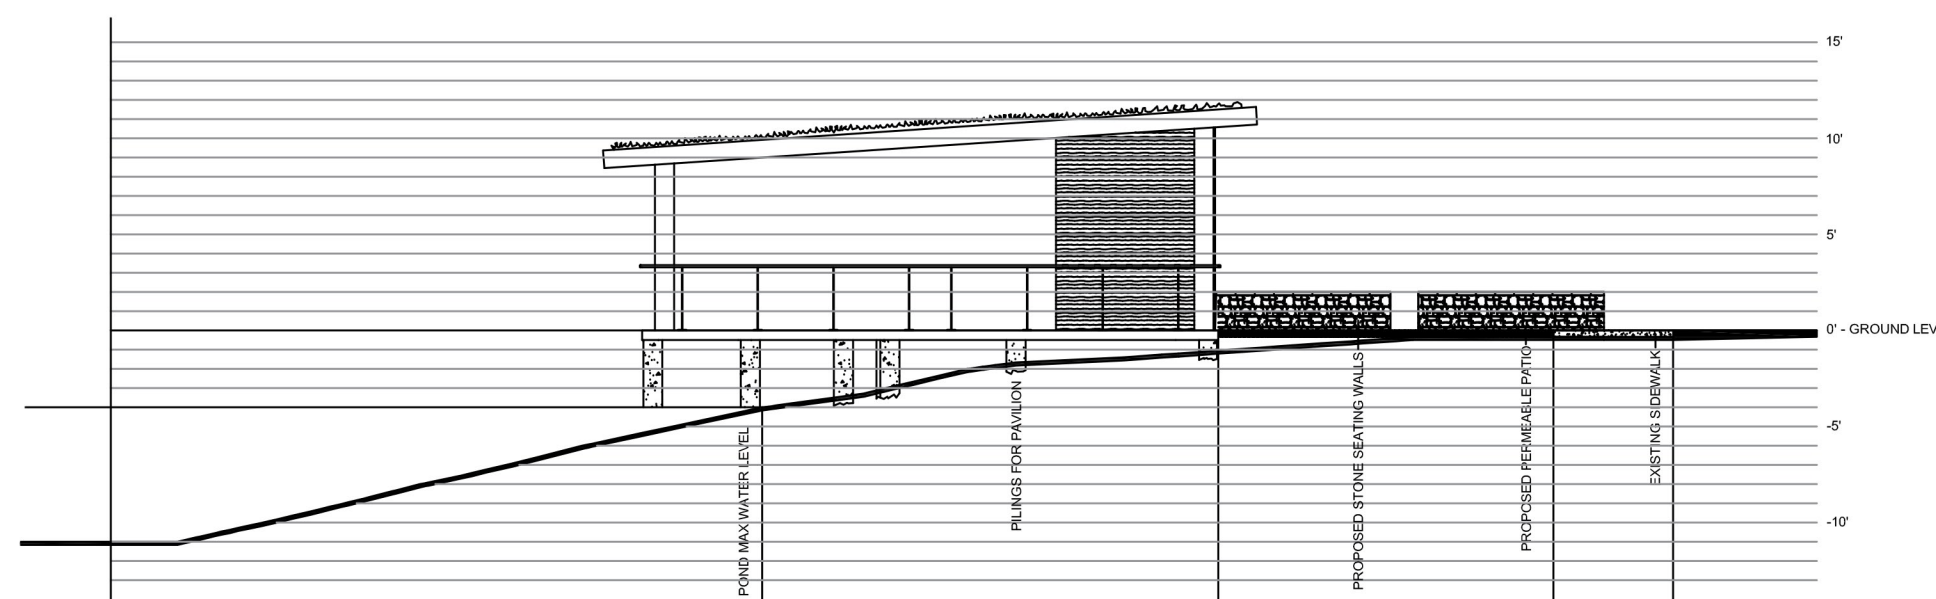 15'
10'
5'
0' - GROUND LEV
-5'
-10'
POND MAX WATER LEVEL
PILINGS FOR PAVILION
PROPOSED STONE SEATING WALLS
PROPOSED PERMEABLE PATIO
EXISTING SIDEWALK